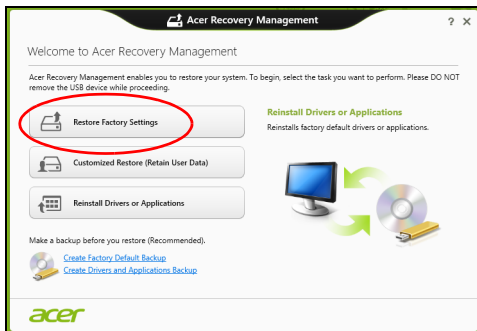 Acer Recovery Management
? X
Welcome to Acer Recovery Management
Acer Recovery Management enables you to restore your system. To begin, select the task you want to perform. Please DO NOT
remove the USB device while proceeding.
Restore Factory Settings
Customized Restore (Retain User Data)
Reinstall Drivers or Applications
Reinstall Drivers or Applications
Reinstalls factory default drivers or applications.
Make a backup before you restore (Recommended).
Create Factory Default Backup
Create Drivers and Applications Backup
acer